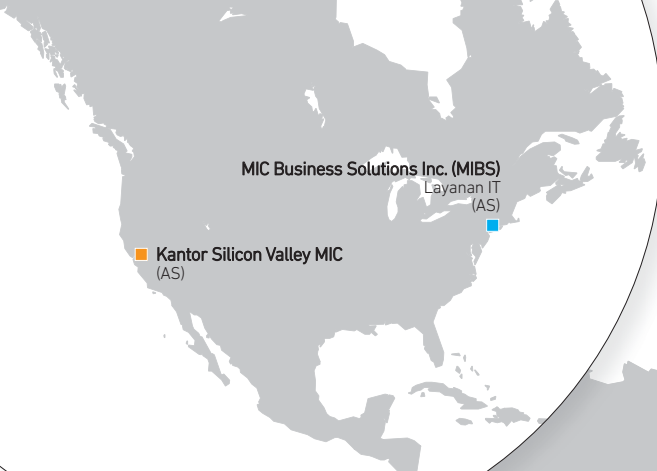 MIC Business Solutions Inc. (MIBS)
Layanan IT
(AS)
Kantor Silicon Valley MIC
(AS)